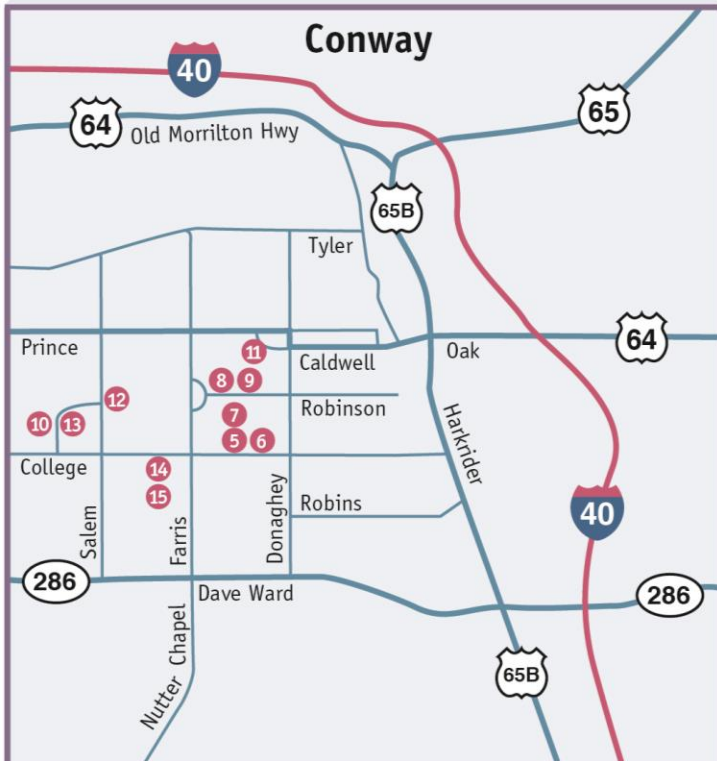 Conway
40
64
65
Old Morrilton Hwy
65B
Tyler
Prince
11
Caldwell
Oak
64
8 9
12
Robinson
10 13
7
5 6
College
14
15
Salem
Farris
Donaghey
Robins
Harkrider
40
286
Dave Ward
286
Nutter Chapel
65B